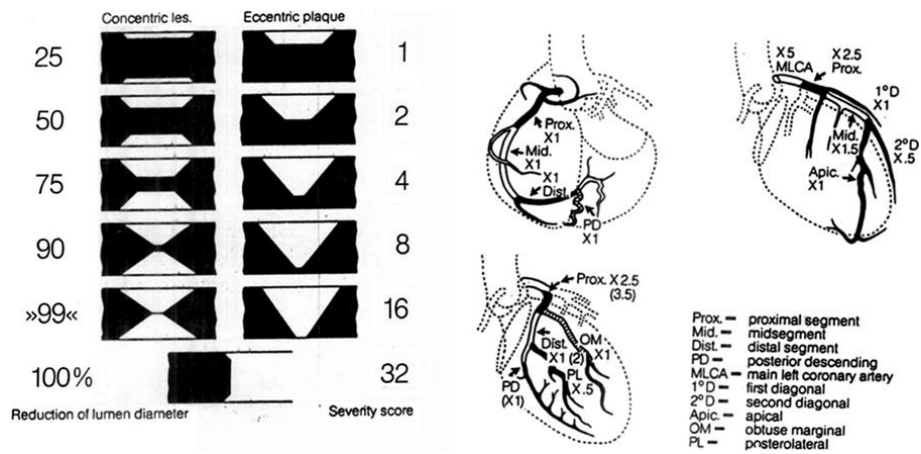 Concentric les.
Eccentric plaque
25
1
50
2
75
4
90
8
»99«
16
100%
32
Reduction of lumen diameter
Severity score
Prox.
X1
Mid.
X1
X1
Dist.
PD
X1
X5
MLCA
X2.5
Prox.
1°D
X1
Mid.
X1.5
2°D
X.5
Apic.
X1
Prox. X2.5
(3.5)
Dist.
X1 (2)
OM
X1
PL
X.5
PD
(X1)
Prox. — proximal segment
Mid. — midsegment
Dist. — distal segment
PD — posterior descending
MLCA — main left coronary artery
1°D — first diagonal
2°D — second diagonal
Apic. — apical
OM — obtuse marginal
PL — posterolateral